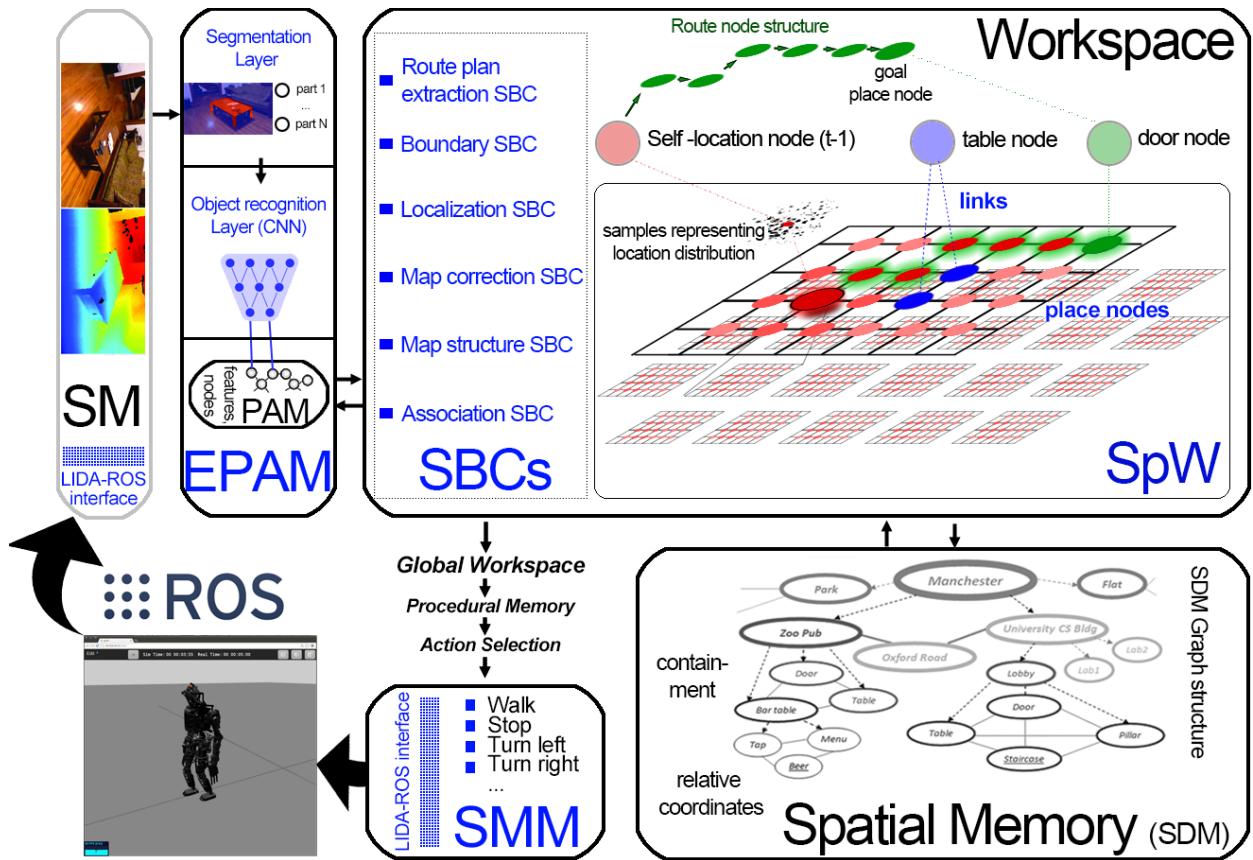 Segmentation
Layer
part 1
...
part N
Object recognition
Layer (CNN)
features,
nodes
PAM
EPAM
SM
LIDA-ROS
interface
Route plan
extraction SBC
Boundary SBC
Localization SBC
Map correction SBC
Map structure SBC
Association SBC
SBCs
Workspace
Route node structure
goal
place node
Self -location node (t-1)
table node
door node
links
samples representing
location distribution
place nodes
SpW
ROS
Global Workspace
Procedural Memory
Action Selection
LIDA-ROS interface
Walk
Stop
Turn left
Turn right
...
SMM
Manchester
Park
Flat
Zoo Pub
University CS Bldg
Oxford Road
Lab1
Lab2
Door
Table
Bar table
Tap
Menu
Beer
Lobby
Door
Table
Pillar
Staircase
contain-
ment
relative
coordinates
SDM Graph structure
Spatial Memory (SDM)